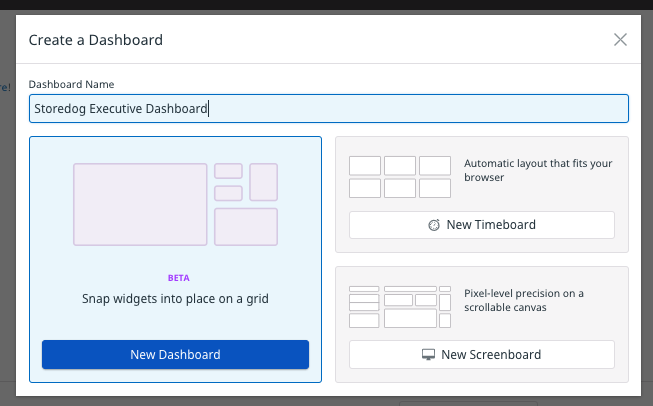 Create a Dashboard
re!
Dashboard Name
Storedog Executive Dashboard
BETA
Snap widgets into place on a grid
New Dashboard
Automatic layout that fits your
browser
New Timeboard
Pixel-level precision on a
scrollable canvas
New Screenboard